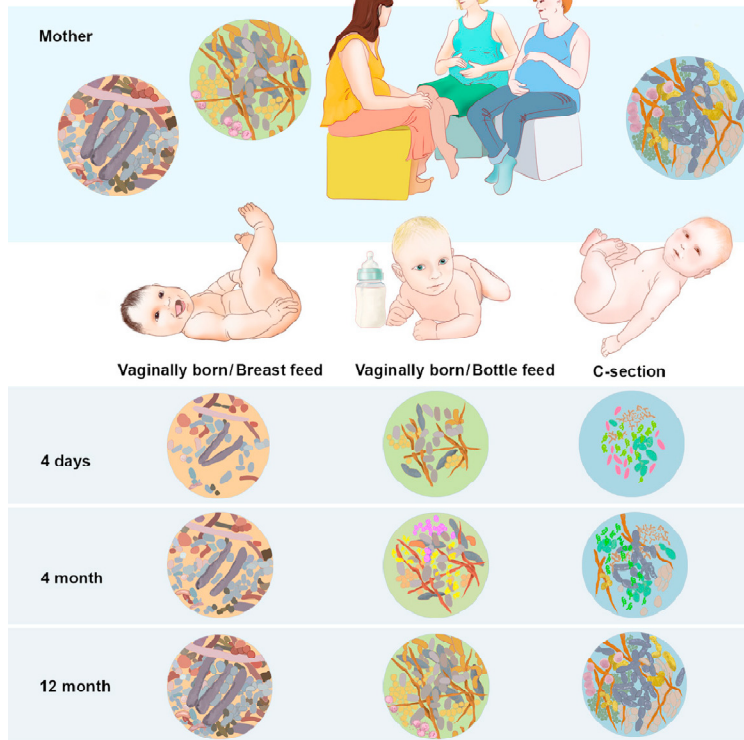 Mother
Vaginally born/Breast feed
Vaginally born/Bottle feed
C-section
4 days
4 month
12 month